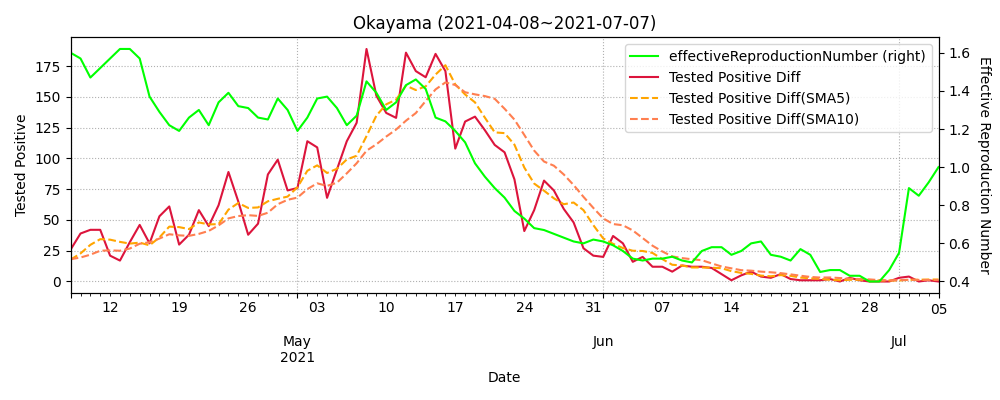 Okayama (2021-04-08~2021-07-07)
effectiveReproductionNumber (right)
Tested Positive Diff
Tested Positive Diff(SMA5)
Tested Positive Diff(SMA10)
Tested Positive
175
150
125
100
75
50
25
0
1.6
1.4
1.2
1.0
0.8
0.6
0.4
Effective Reproduction Number
12 19 26 03 10 17 24 31 07 14 21 28 05
May Jun Jul
2021
Date